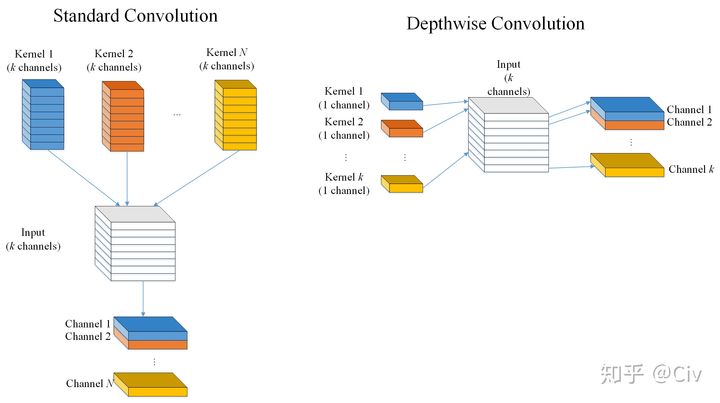 Standard Convolution
Kernel 1
(k channels)
Kernel 2
(k channels)
Kernel N
(k channels)
...
Input
(k channels)
Channel 1
Channel 2
...
Channel N
Depthwise Convolution
Kernel 1
(1 channel)
Kernel 2
(1 channel)
...
...
Kernel k
(1 channel)
Input
(k
channels)
Channel 1
Channel 2
...
Channel k
知乎 @Civ